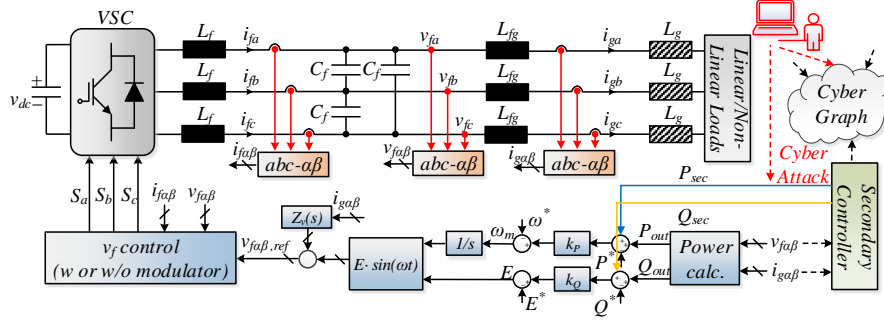 VSC
v_dc
+
−
L_f
L_f
L_f
i_fa
i_fb
i_fc
C_f
C_f
C_f
v_fa
v_fb
v_fc
L_fg
L_fg
L_fg
i_ga
i_gb
i_gc
L_g
L_g
L_g
Linear/Non-
Linear Loads
Cyber
Graph
Cyber
Attack
i_fαβ
abc-αβ
v_fαβ
abc-αβ
i_gαβ
abc-αβ
S_a
S_b
S_c
i_fαβ
v_fαβ
v_f control
(w or w/o modulator)
v_fαβ,ref
Z_v(s)
i_gαβ
E·sin(ωt)
1/s
ω_m
ω*
k_P
E
E*
k_Q
P*
Q*
P_sec
Q_sec
P_out
Q_out
Power
calc.
v_fαβ
i_gαβ
Secondary
Controller